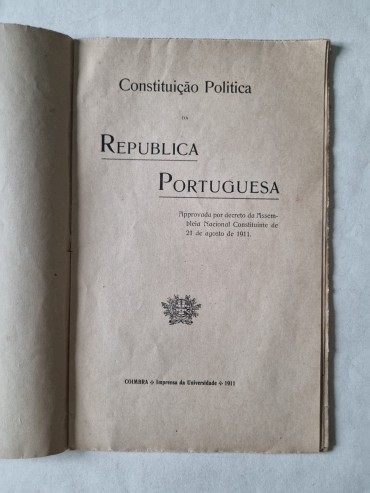 Constituição Politica
DA
REPUBLICA
PORTUGUESA
Approvada por decreto da Assem-
bleia Nacional Constituinte de
21 de agosto de 1911.
COIMBRA + Imprensa da Universidade + 1911